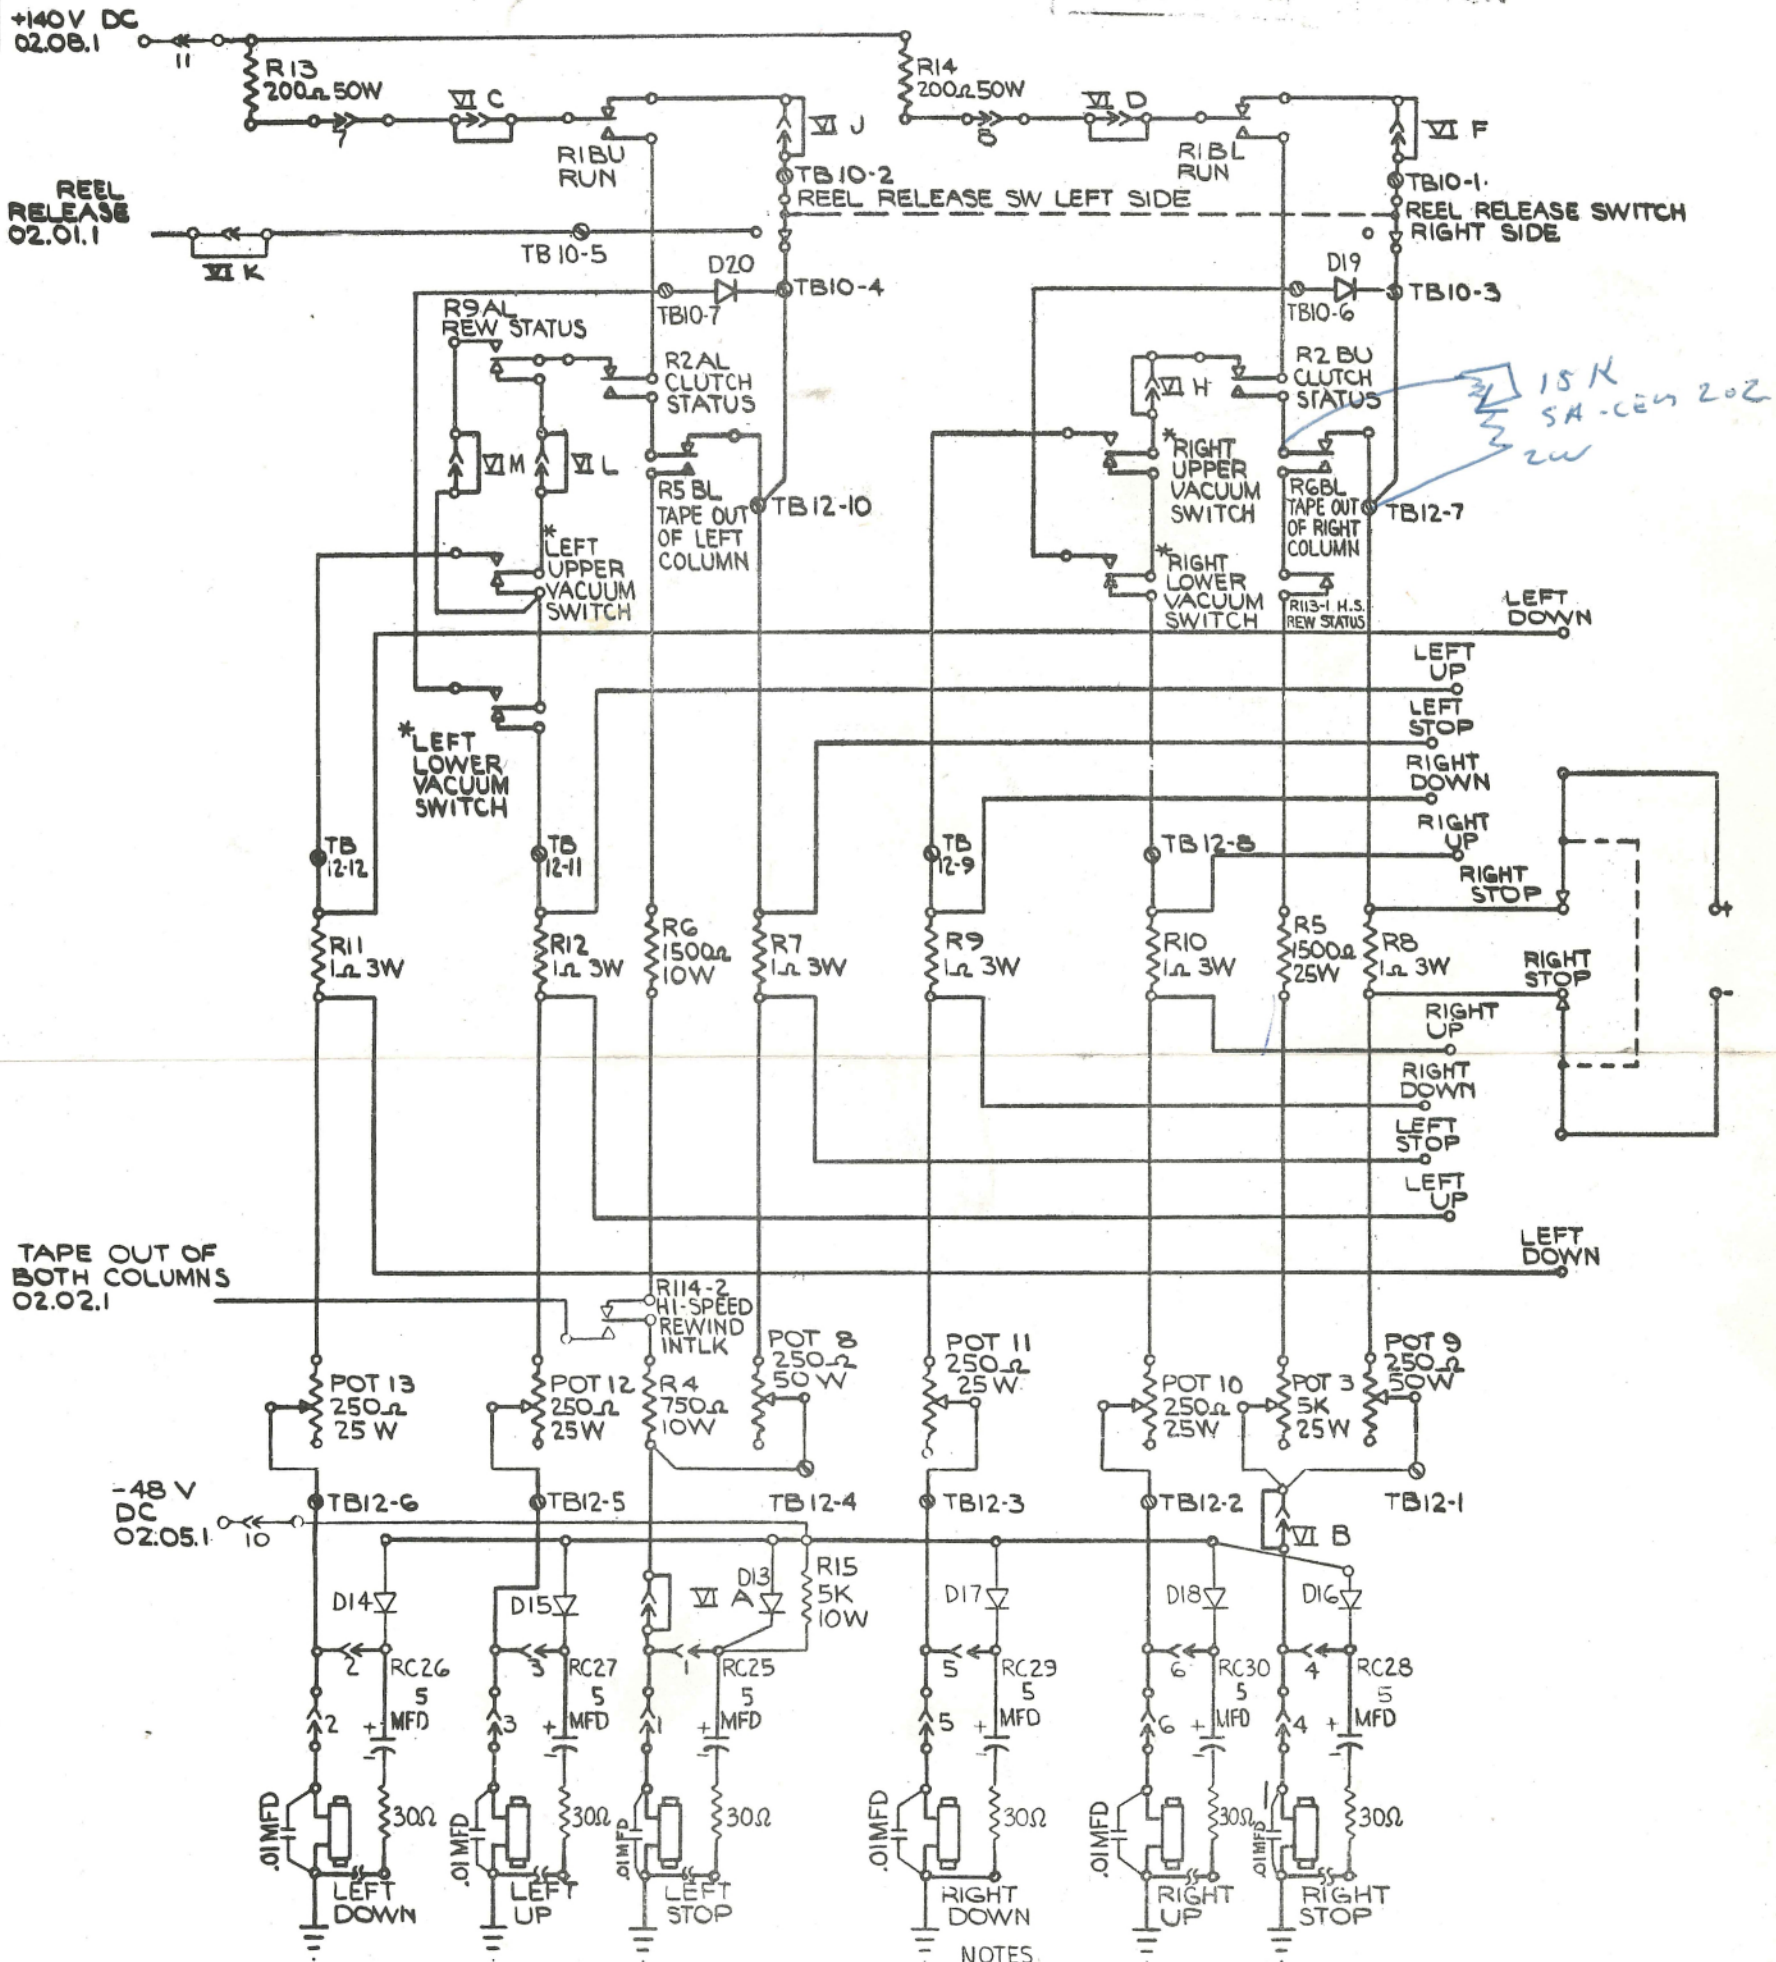 +140V DC
02.08.1
11
R13
200Ω 50W
7
VI C
R1BU
RUN
VI J
TB10-2
REEL RELEASE SW LEFT SIDE
R14
200Ω 50W
8
VI D
R1BL
RUN
VI F
TB10-1
REEL RELEASE SWITCH
RIGHT SIDE
REEL
RELEASE
02.01.1
VI K
TB 10-5
D20
TB10-7
TB10-4
D19
TB10-6
TB10-3
R9AL
REW STATUS
R2 AL
CLUTCH
STATUS
VI H
R2 BU
CLUTCH
STATUS
15 K
2W
VI M
VI L
R5 BL
TAPE OUT
OF LEFT
COLUMN
TB12-10
*RIGHT
UPPER
VACUUM
SWITCH
R6BL
TAPE OUT
OF RIGHT
COLUMN
TB12-7
*LEFT
UPPER
VACUUM
SWITCH
*RIGHT
LOWER
VACUUM
SWITCH
R113-1 H.S.
REW STATUS
LEFT
DOWN
LEFT
UP
LEFT
STOP
RIGHT
DOWN
RIGHT
UP
RIGHT
STOP
*LEFT
LOWER
VACUUM
SWITCH
TB
12-12
TB
12-11
TB
12-9
TB12-8
+
R11
1Ω 3W
R12
1Ω 3W
R6
1500Ω
10W
R7
1Ω 3W
R9
1Ω 3W
R10
1Ω 3W
R5
1500Ω
25W
R8
1Ω 3W
RIGHT
STOP
-
RIGHT
UP
RIGHT
DOWN
LEFT
STOP
LEFT
UP
LEFT
DOWN
TAPE OUT OF
BOTH COLUMNS
02.02.1
R114-2
HI-SPEED
REWIND
INTLK
POT 13
250Ω
25W
POT 12
250Ω
25W
R4
750Ω
10W
POT 8
250Ω
50W
POT 11
250Ω
25W
POT 10
250Ω
25W
POT 3
5K
25W
POT 9
250Ω
50W
-48 V
DC
02.05.1
10
TB12-6
TB12-5
TB12-4
TB12-3
TB12-2
TB12-1
VI B
D14
D15
VI A
D13
R15
5K
10W
D17
D18
D16
2
RC26
5
MFD
3
RC27
5
MFD
1
RC25
5
MFD
5
RC29
5
MFD
6
RC30
5
MFD
4
RC28
5
MFD
2
+
-
3
+
-
1
+
-
5
+
-
6
+
-
4
+
-
.01MFD
30Ω
.01MFD
30Ω
.01MFD
30Ω
.01MFD
30Ω
.01MFD
30Ω
.01MFD
30Ω
LEFT
DOWN
LEFT
UP
LEFT
STOP
RIGHT
DOWN
RIGHT
UP
RIGHT
STOP
NOTES